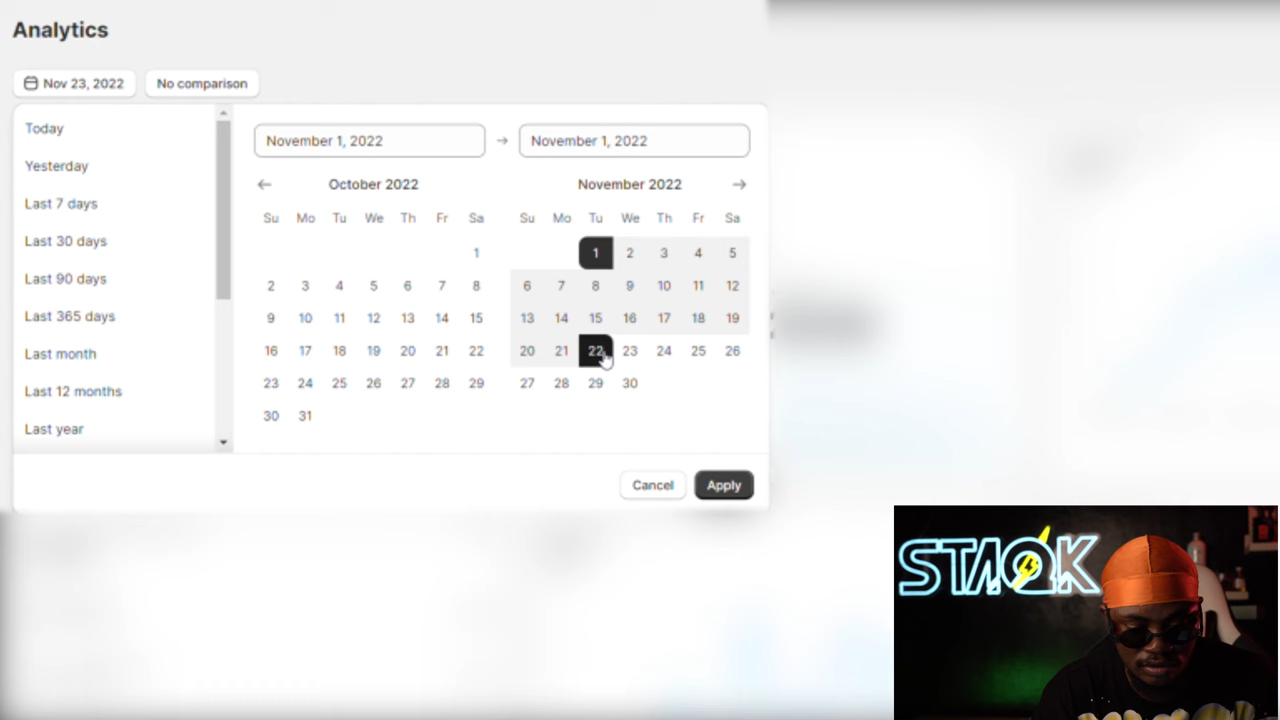 Analytics
Nov 23, 2022 No comparison
Today
Yesterday
Last 7 days
Last 30 days
Last 90 days
Last 365 days
Last month
Last 12 months
Last year
November 1, 2022 → November 1, 2022
← October 2022
Su Mo Tu We Th Fr Sa
1
2 3 4 5 6 7 8
9 10 11 12 13 14 15
16 17 18 19 20 21 22
23 24 25 26 27 28 29
30 31
November 2022 →
Su Mo Tu We Th Fr Sa
1 2 3 4 5
6 7 8 9 10 11 12
13 14 15 16 17 18 19
20 21 22 23 24 25 26
27 28 29 30
Cancel Apply